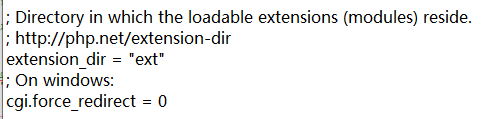 ; Directory in which the loadable extensions (modules) reside.
; http://php.net/extension-dir
extension_dir = "ext"
; On windows:
cgi.force_redirect = 0